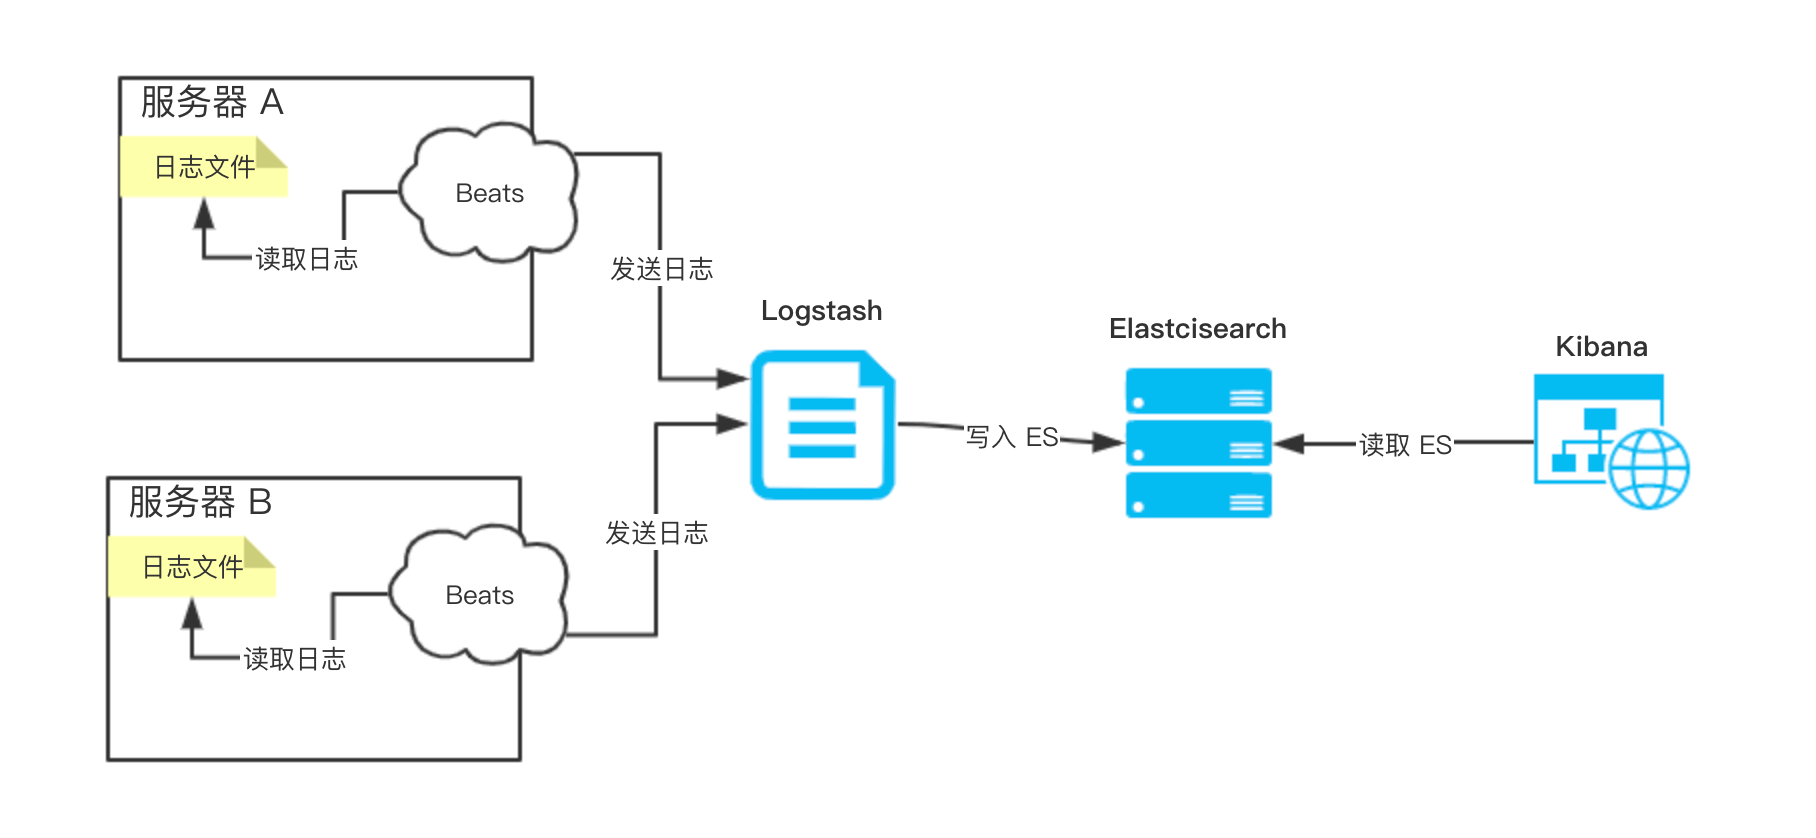 服务器 A
日志文件
Beats
读取日志
发送日志
Logstash
Elastcisearch
Kibana
写入 ES
读取 ES
服务器 B
发送日志
日志文件
Beats
读取日志